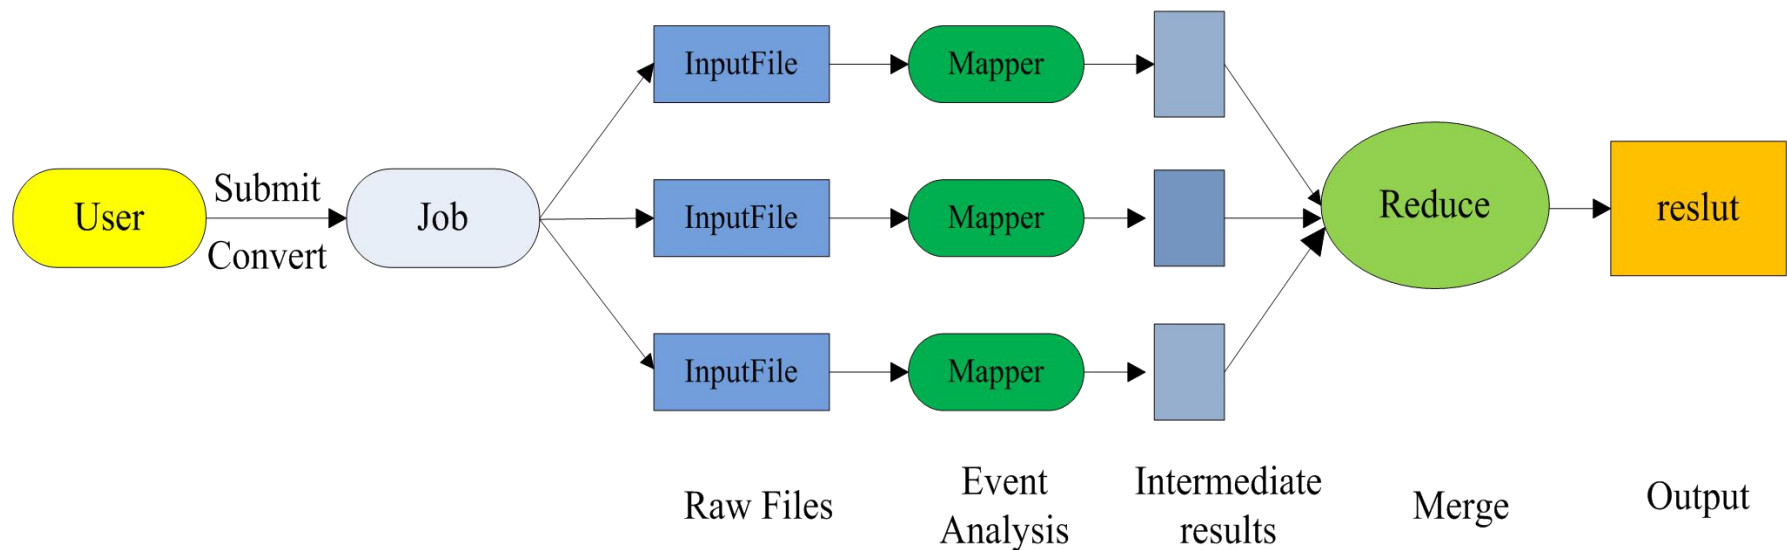 User
Submit
Convert
Job
InputFile
Mapper
InputFile
Mapper
InputFile
Mapper
Reduce
reslut
Raw Files
Event
Analysis
Intermediate
results
Merge
Output